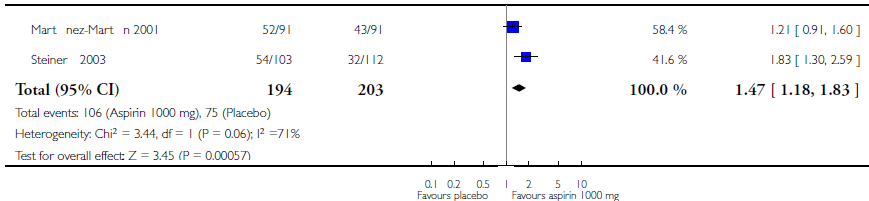 Mart nez-Mart n 2001 52/91 43/91 58.4 % 1.21 [ 0.91, 1.60 ]
Steiner 2003 54/103 32/112 41.6 % 1.83 [ 1.30, 2.59 ]
Total (95% CI) 194 203 100.0 % 1.47 [ 1.18, 1.83 ]
Total events: 106 (Aspirin 1000 mg), 75 (Placebo)
Heterogeneity: Chi² = 3.44, df = 1 (P = 0.06); I² =71%
Test for overall effect: Z = 3.45 (P = 0.00057)
0.1 0.2 0.5 1 2 5 10
Favours placebo Favours aspirin 1000 mg